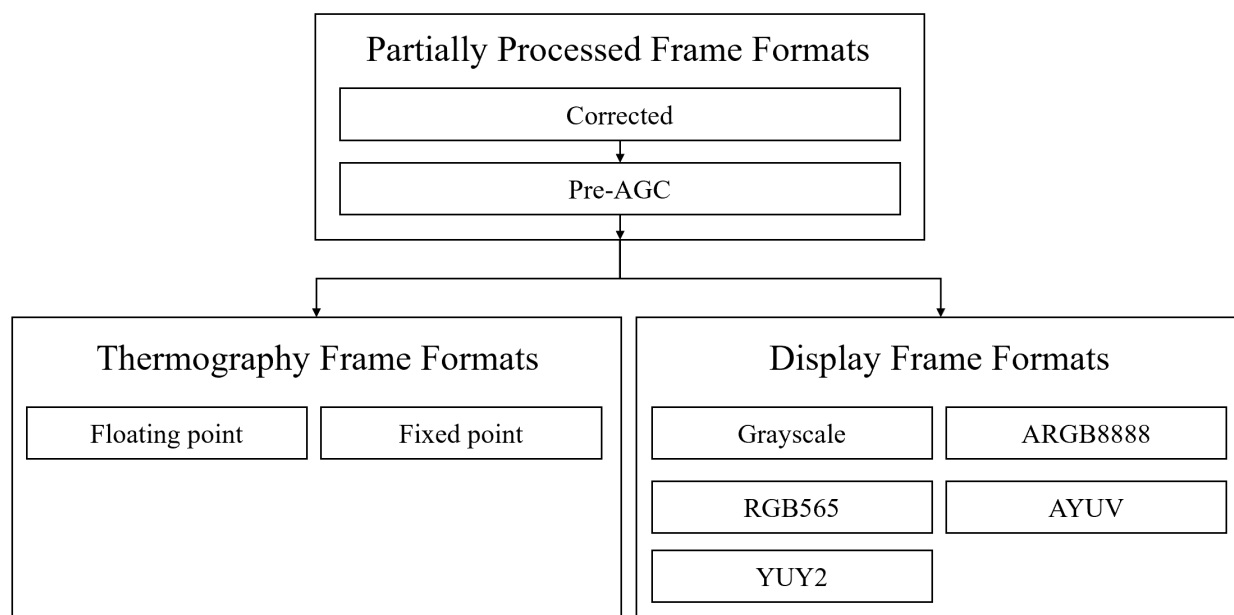 Partially Processed Frame Formats
Corrected
Pre-AGC
Thermography Frame Formats
Floating point
Fixed point
Display Frame Formats
Grayscale
ARGB8888
RGB565
AYUV
YUY2